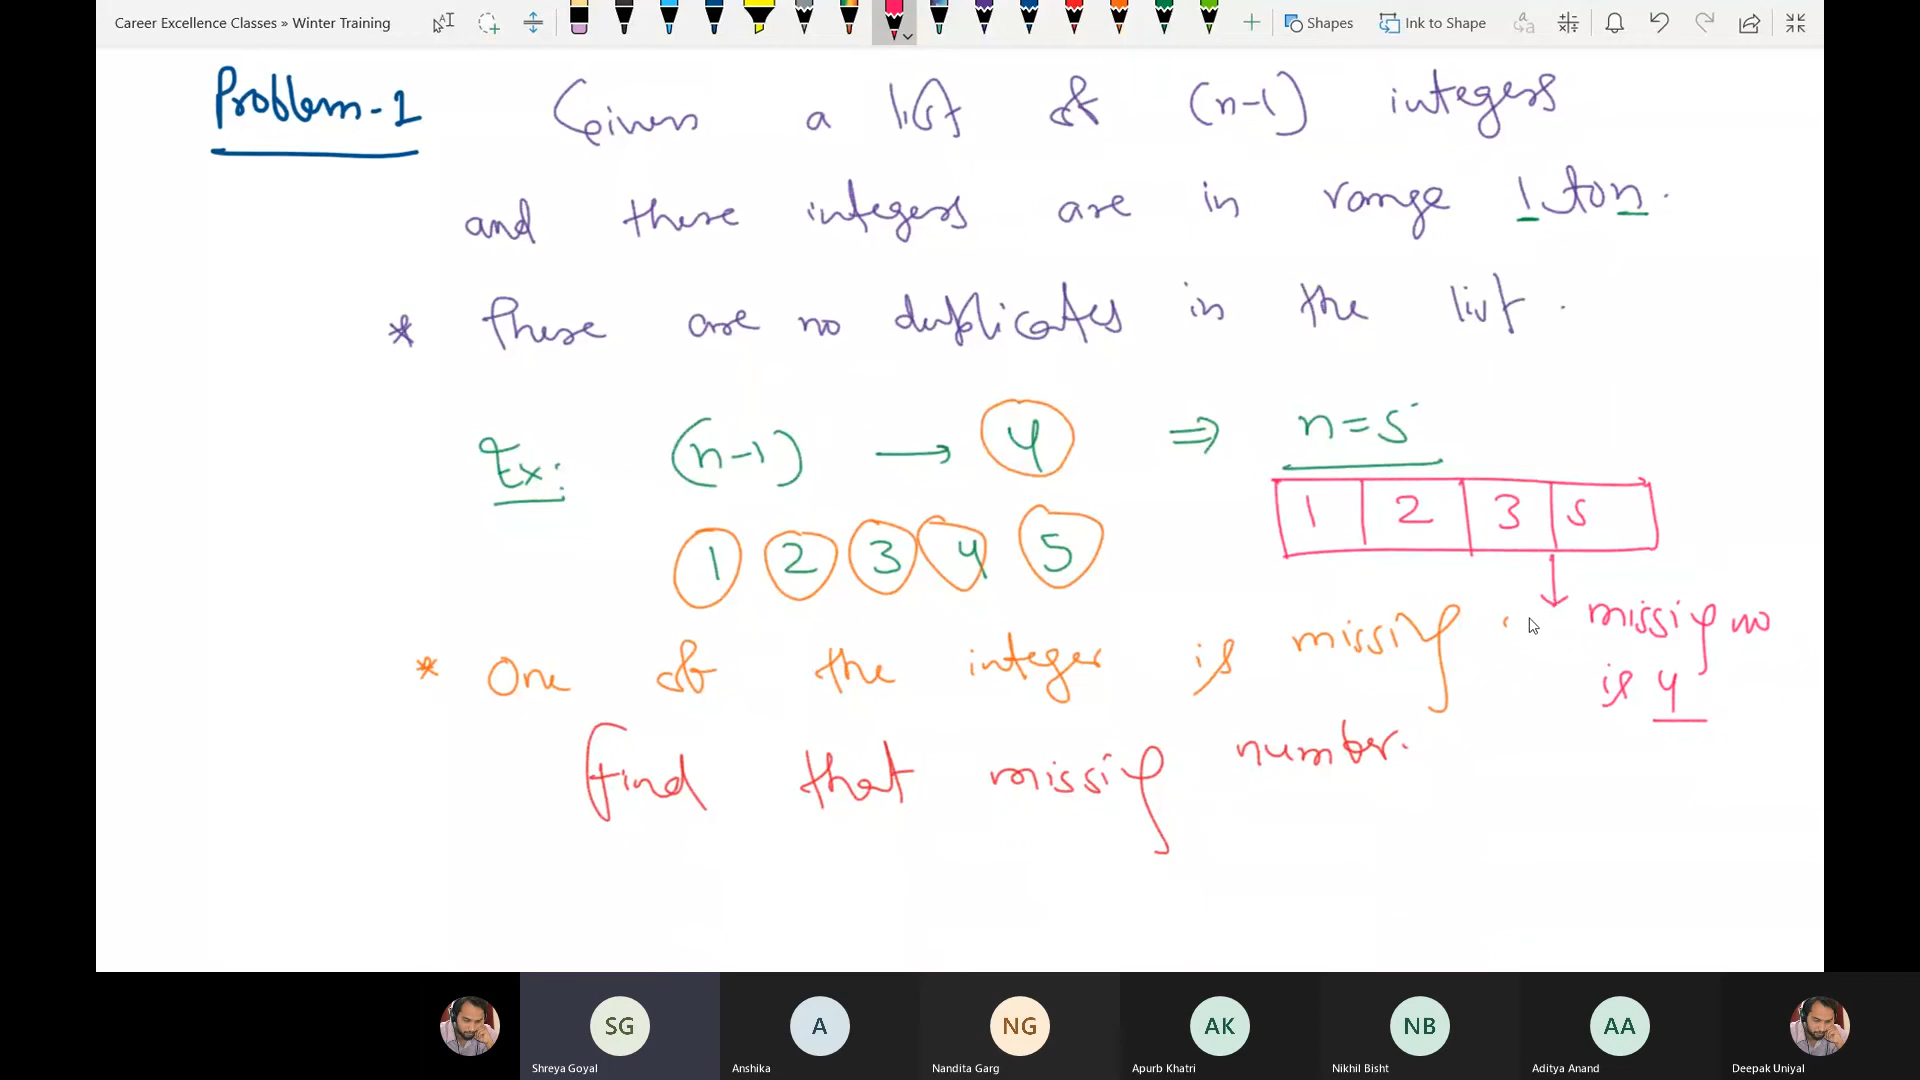 Career Excellence Classes » Winter Training
Shapes
Ink to Shape
Problem-1 Given a list of (n-1) integers
and these integers are in range 1 to n.
* There are no duplicates in the list.
Ex: (n-1) → 4 ⇒ n=5
1 2 3 5
1 2 3 4 5
* One of the integer is missing.
missing no
is 4
Find that missing number.
SG A NG AK NB AA
Shreya Goyal Anshika Nandita Garg Apurb Khatri Nikhil Bisht Aditya Anand Deepak Uniyal